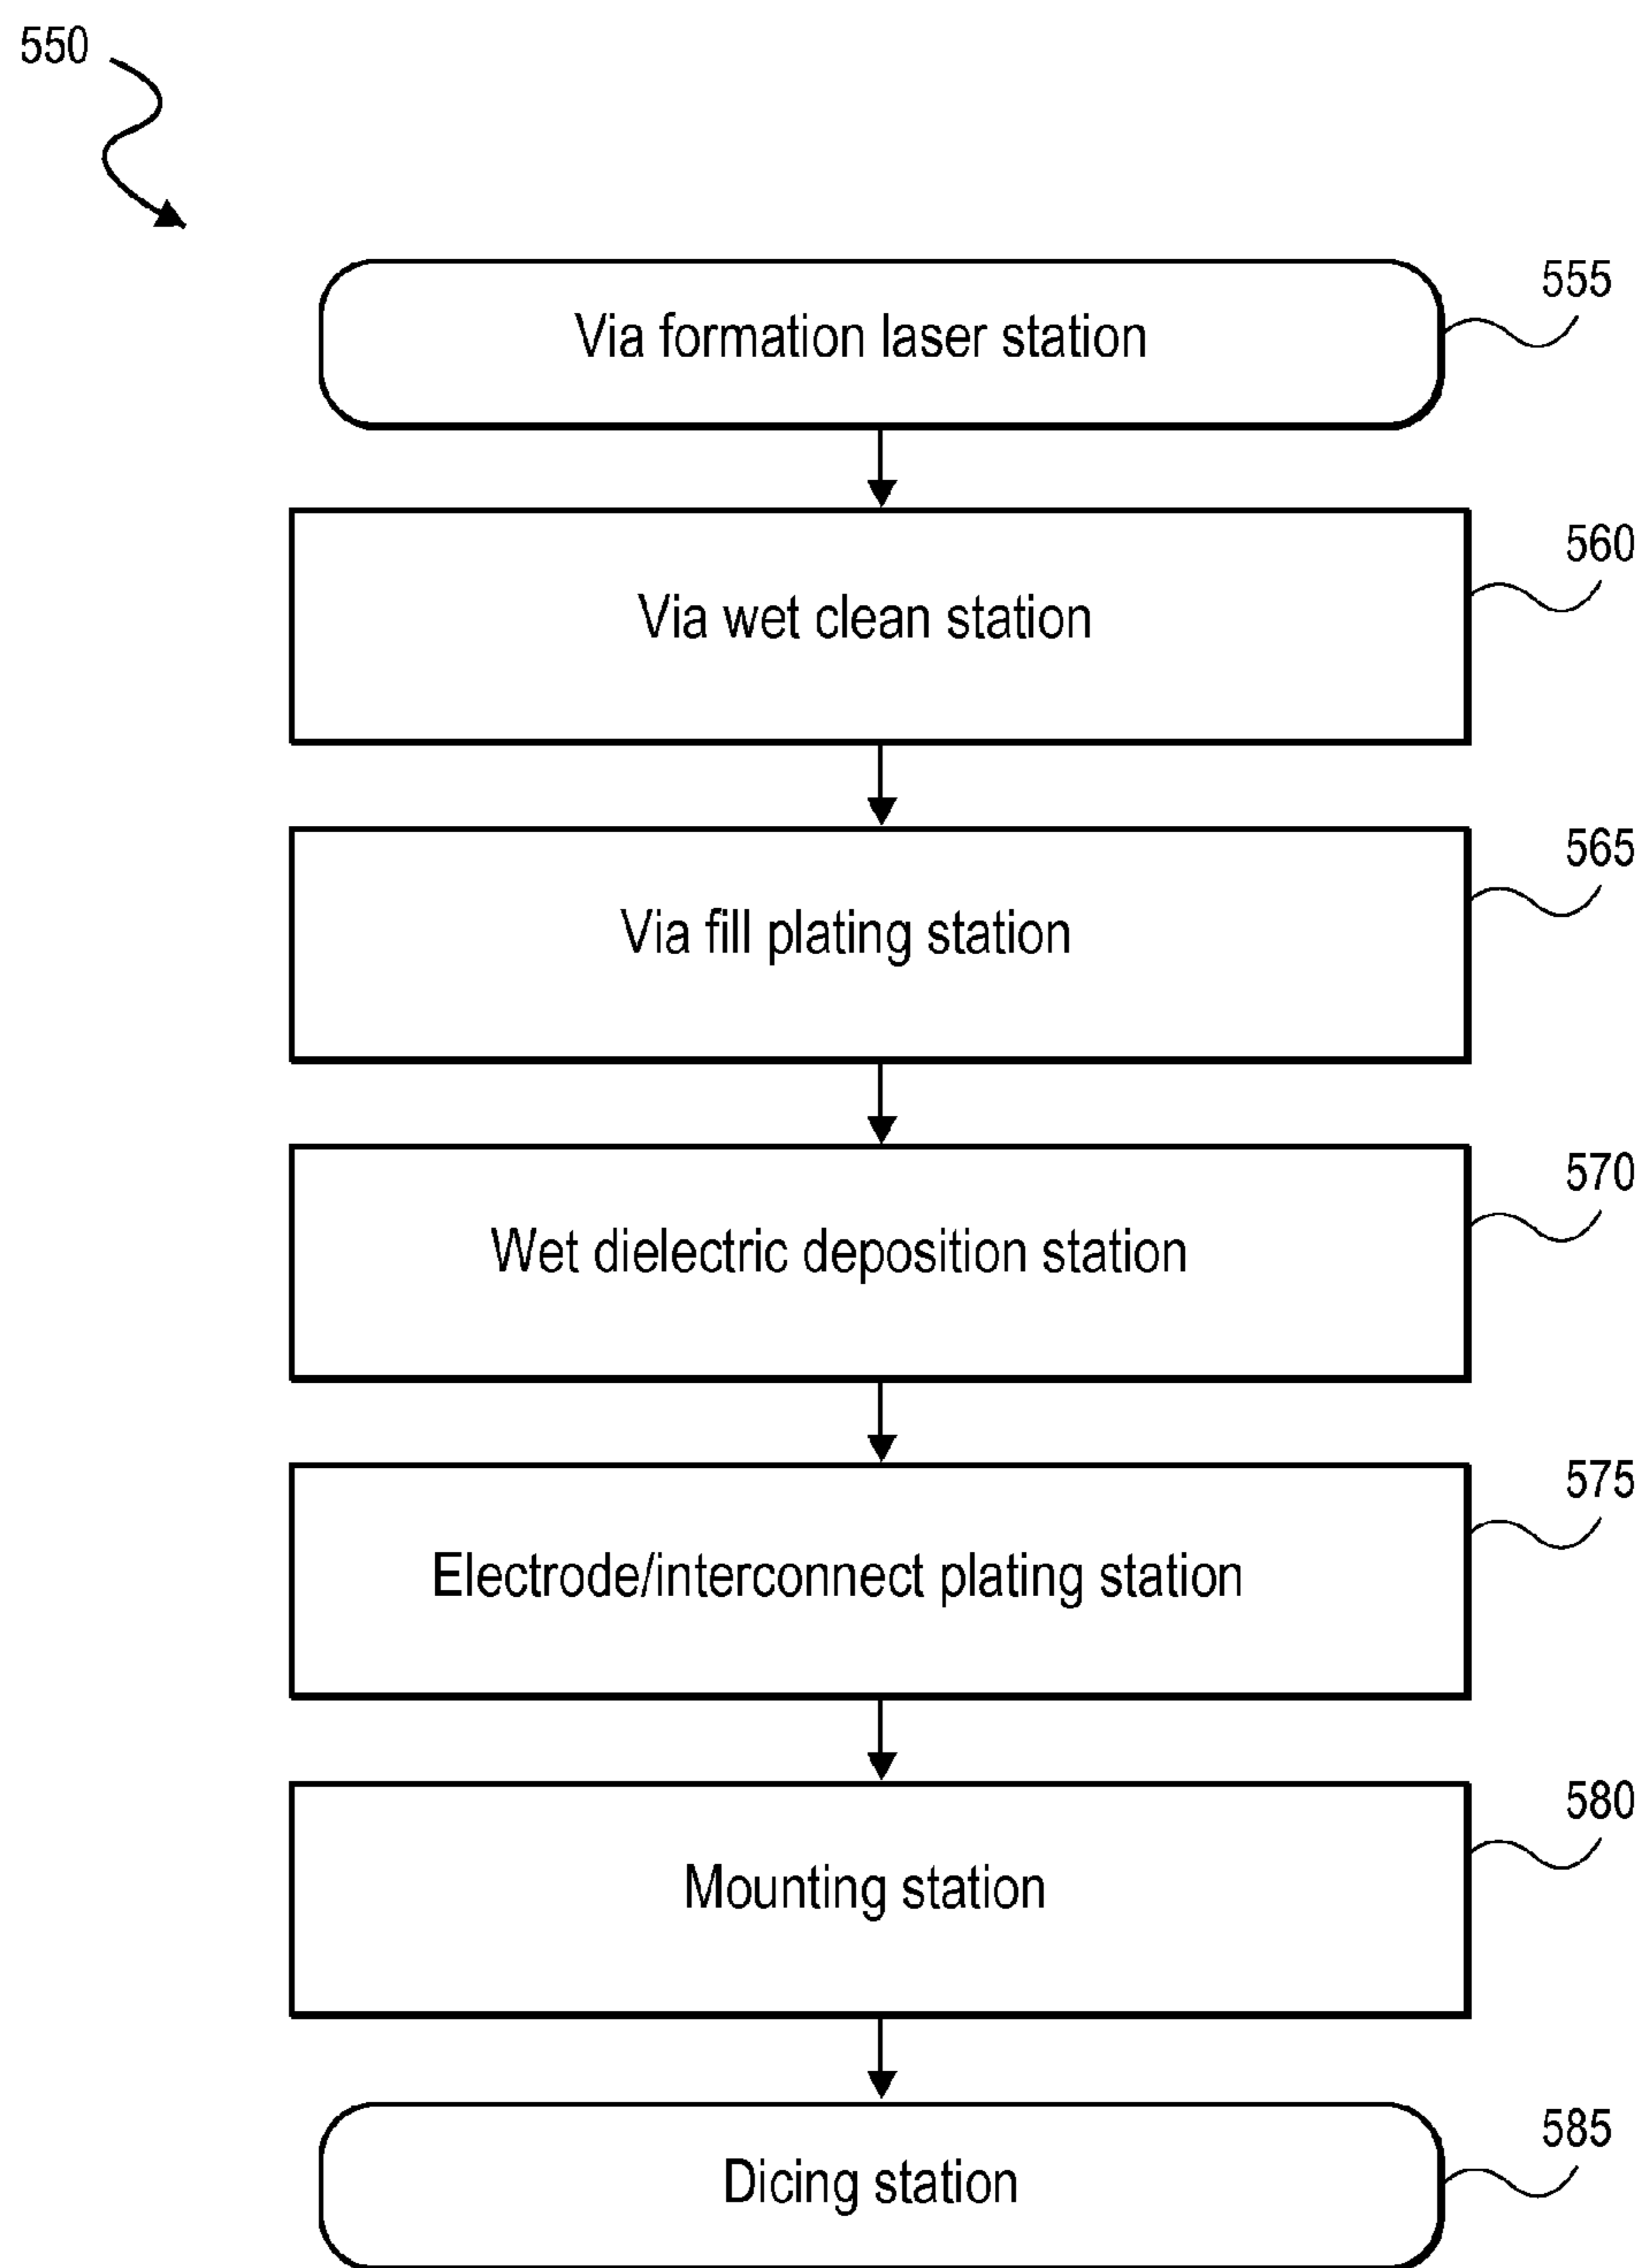 550
555
Via formation laser station
560
Via wet clean station
565
Via fill plating station
570
Wet dielectric deposition station
575
Electrode/interconnect plating station
580
Mounting station
585
Dicing station